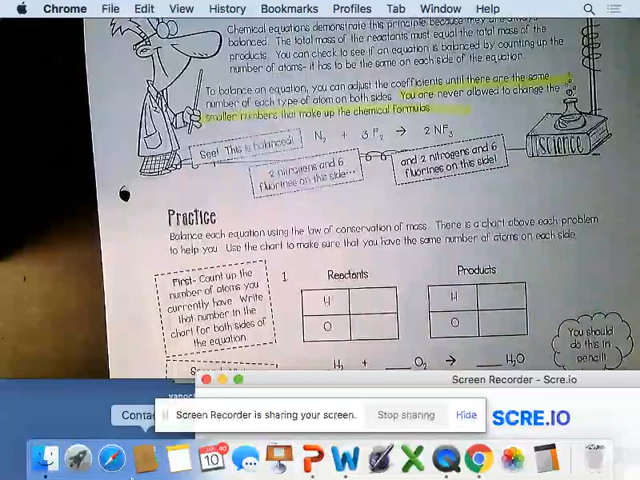 Chrome File Edit View History Bookmarks Profiles Tab Window Help
Chemical equations demonstrate this principle because they are always
balanced. The total mass of the reactants must equal the total mass of the
products. You can check to see if an equation is balanced by counting up the
number of atoms- it has to be the same on each side of the equation.
To balance an equation, you can adjust the coefficients until there are the same
number of each type of atom on both sides. You are never allowed to change the
smaller numbers that make up the chemical formulas.
See! This is balanced! N₂ + 3 F₂ → 2 NF₃
2 nitrogens and 6
fluorines on this side...
and 2 nitrogens and 6
fluorines on this side!
science
Practice
Balance each equation using the law of conservation of mass. There is a chart above each problem
to help you. Use the chart to make sure that you have the same number of atoms on each side.
First- Count up the
number of atoms you
currently have. Write
that number in the
chart for both sides of
the equation.
1. Reactants Products
H H
O O
H₂ + ___ O₂ → ___ H₂O
You should
do this in
pencil!
Screen Recorder - Scre.io
Screen Recorder is sharing your screen. Stop sharing Hide
SCRE.IO
10